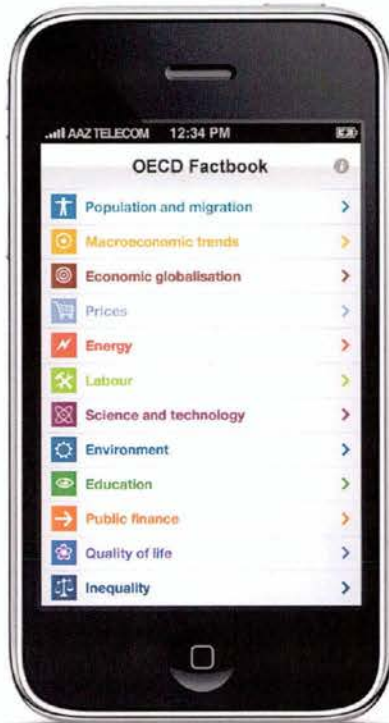 AAZ TELECOM 12:34 PM
OECD Factbook
Population and migration
Macroeconomic trends
Economic globalisation
Prices
Energy
Labour
Science and technology
Environment
Education
Public finance
Quality of life
Inequality